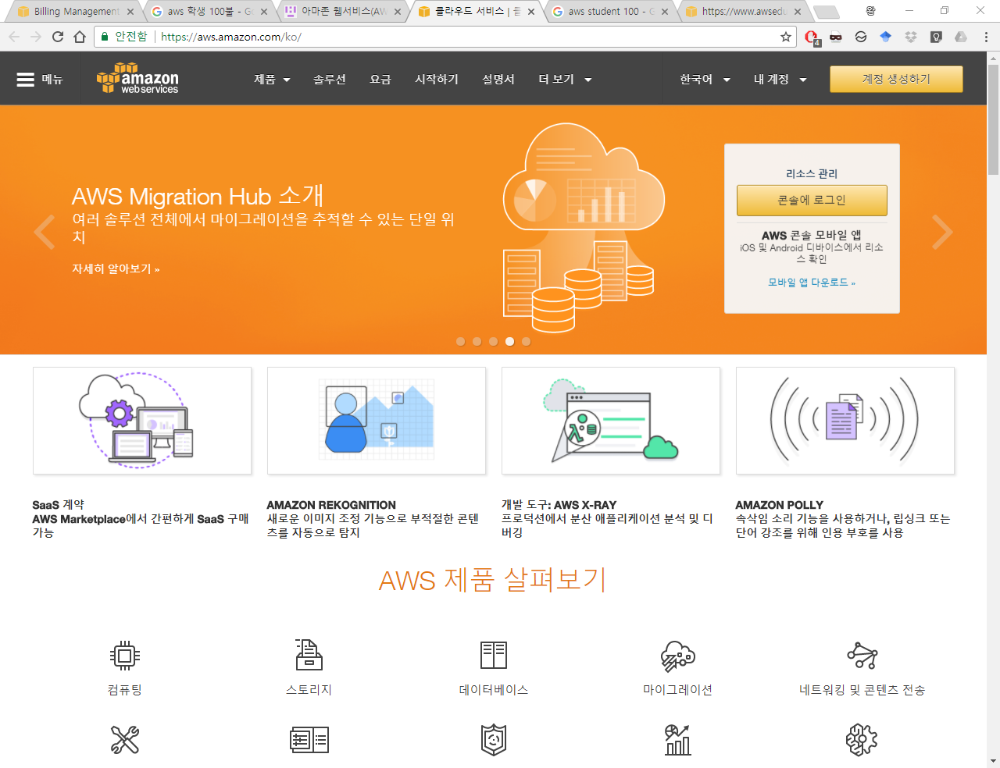 Billing Management
aws 학생 100불 - G
아마존 웹서비스(AW
클라우드 서비스 | 클
aws student 100 - G
https://www.awsedu
왕
안전함
https://aws.amazon.com/ko/
4
메뉴
amazon
web services
제품
솔루션
요금
시작하기
설명서
더 보기
한국어
내 계정
계정 생성하기
AWS Migration Hub 소개
여러 솔루션 전체에서 마이그레이션을 추적할 수 있는 단일 위
치
자세히 알아보기 »
리소스 관리
콘솔에 로그인
AWS 콘솔 모바일 앱
iOS 및 Android 디바이스에서 리소
스 확인
모바일 앱 다운로드 »
SaaS 계약
AWS Marketplace에서 간편하게 SaaS 구매
가능
AMAZON REKOGNITION
새로운 이미지 조정 기능으로 부적절한 콘텐
츠를 자동으로 탐지
개발 도구: AWS X-RAY
프로덕션에서 분산 애플리케이션 분석 및 디
버깅
AMAZON POLLY
속삭임 소리 기능을 사용하거나, 립싱크 또는
단어 강조를 위해 인용 부호를 사용
AWS 제품 살펴보기
컴퓨팅
스토리지
데이터베이스
마이그레이션
네트워킹 및 콘텐츠 전송